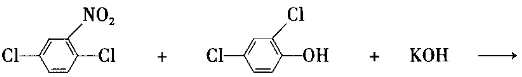 NO₂
Cl
Cl Cl + Cl OH + KOH ⟶